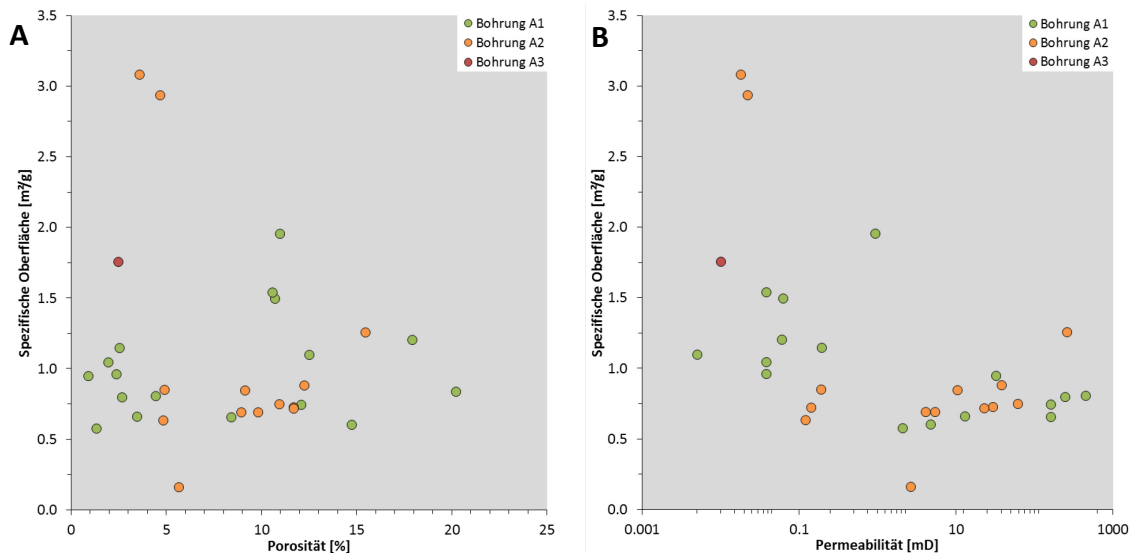 A
Spezifische Oberfläche [m²/g]
3.5
3.0
2.5
2.0
1.5
1.0
0.5
0.0
0
5
10
15
20
25
Porosität [%]
Bohrung A1
Bohrung A2
Bohrung A3
B
Spezifische Oberfläche [m²/g]
3.5
3.0
2.5
2.0
1.5
1.0
0.5
0.0
0.001
0.1
10
1000
Permeabilität [mD]
Bohrung A1
Bohrung A2
Bohrung A3